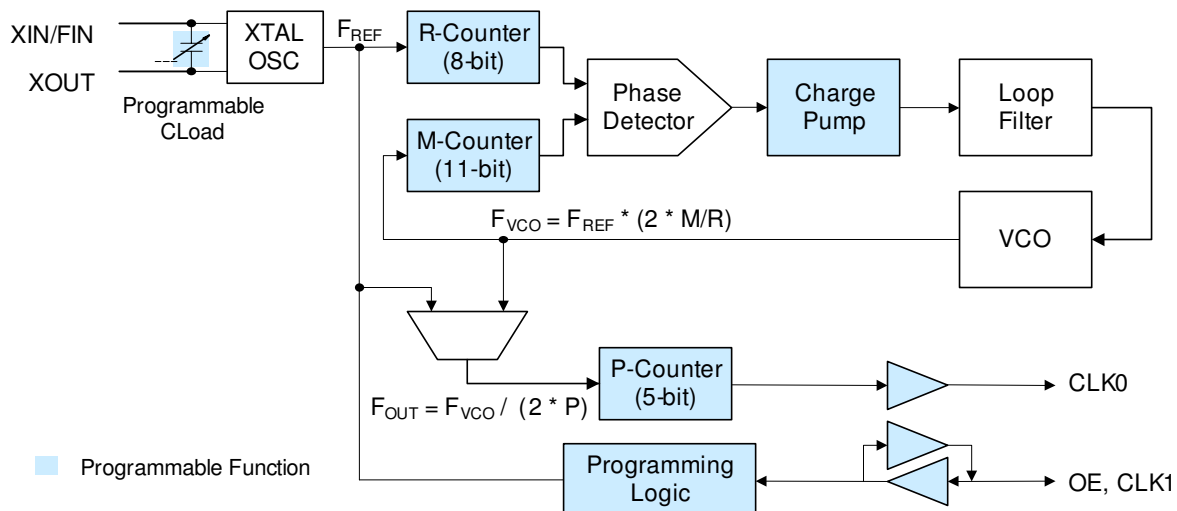 XIN/FIN
XOUT
Programmable
CLoad
XTAL
OSC
FREF
R-Counter
(8-bit)
M-Counter
(11-bit)
Phase
Detector
Charge
Pump
Loop
Filter
VCO
FVCO = FREF * (2 * M/R)
P-Counter
(5-bit)
CLK0
FOUT = FVCO / (2 * P)
Programming
Logic
OE, CLK1
Programmable Function